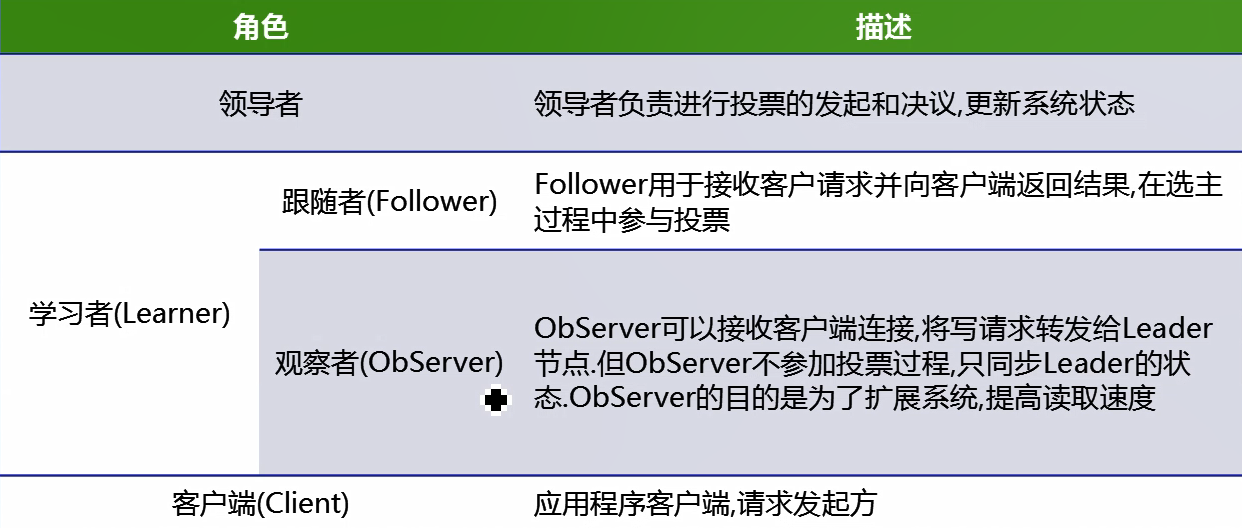 角色
描述
领导者
领导者负责进行投票的发起和决议,更新系统状态
学习者(Learner)
跟随者(Follower)
Follower用于接收客户请求并向客户端返回结果,在选主
过程中参与投票
观察者(ObServer)
ObServer可以接收客户端连接,将写请求转发给Leader
节点.但ObServer不参加投票过程,只同步Leader的状
态.ObServer的目的是为了扩展系统,提高读取速度
客户端(Client)
应用程序客户端,请求发起方